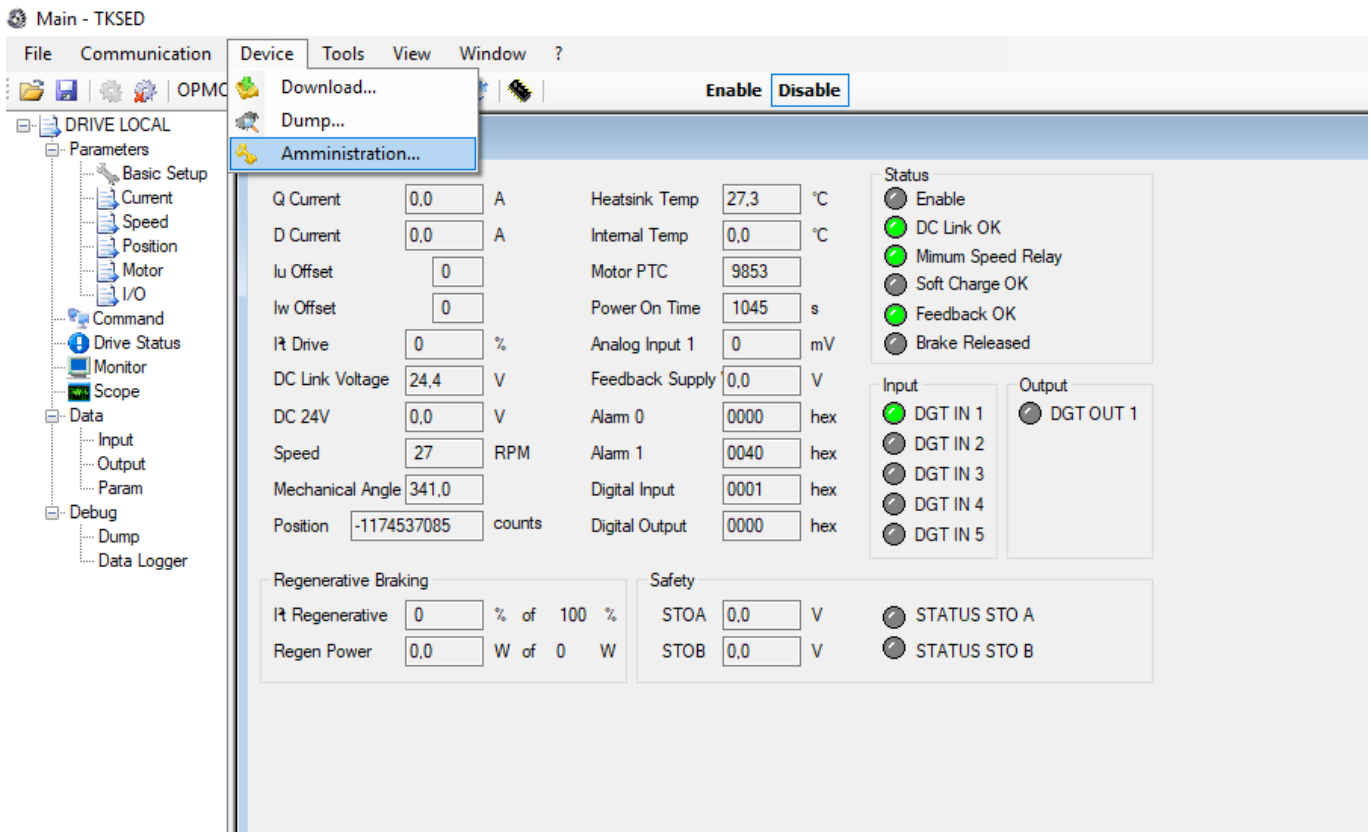 Main - TKSED
File Communication Device Tools View Window ?
OPMO
Enable Disable
Download...
Dump...
Amministration...
DRIVE LOCAL
Parameters
Basic Setup
Current
Speed
Position
Motor
I/O
Command
Drive Status
Monitor
Scope
Data
Input
Output
Param
Debug
Dump
Data Logger
Q Current 0,0 A
D Current 0,0 A
Iu Offset 0
Iw Offset 0
I²t Drive 0 %
DC Link Voltage 24,4 V
DC 24V 0,0 V
Speed 27 RPM
Mechanical Angle 341,0
Position -1174537085 counts
Heatsink Temp 27,3 °C
Internal Temp 0,0 °C
Motor PTC 9853
Power On Time 1045 s
Analog Input 1 0 mV
Feedback Supply 0,0 V
Alarm 0 0000 hex
Alarm 1 0040 hex
Digital Input 0001 hex
Digital Output 0000 hex
Status
Enable
DC Link OK
Mimum Speed Relay
Soft Charge OK
Feedback OK
Brake Released
Input
DGT IN 1
DGT IN 2
DGT IN 3
DGT IN 4
DGT IN 5
Output
DGT OUT 1
Regenerative Braking
I²t Regenerative 0 % of 100 %
Regen Power 0,0 W of 0 W
Safety
STOA 0,0 V STATUS STO A
STOB 0,0 V STATUS STO B